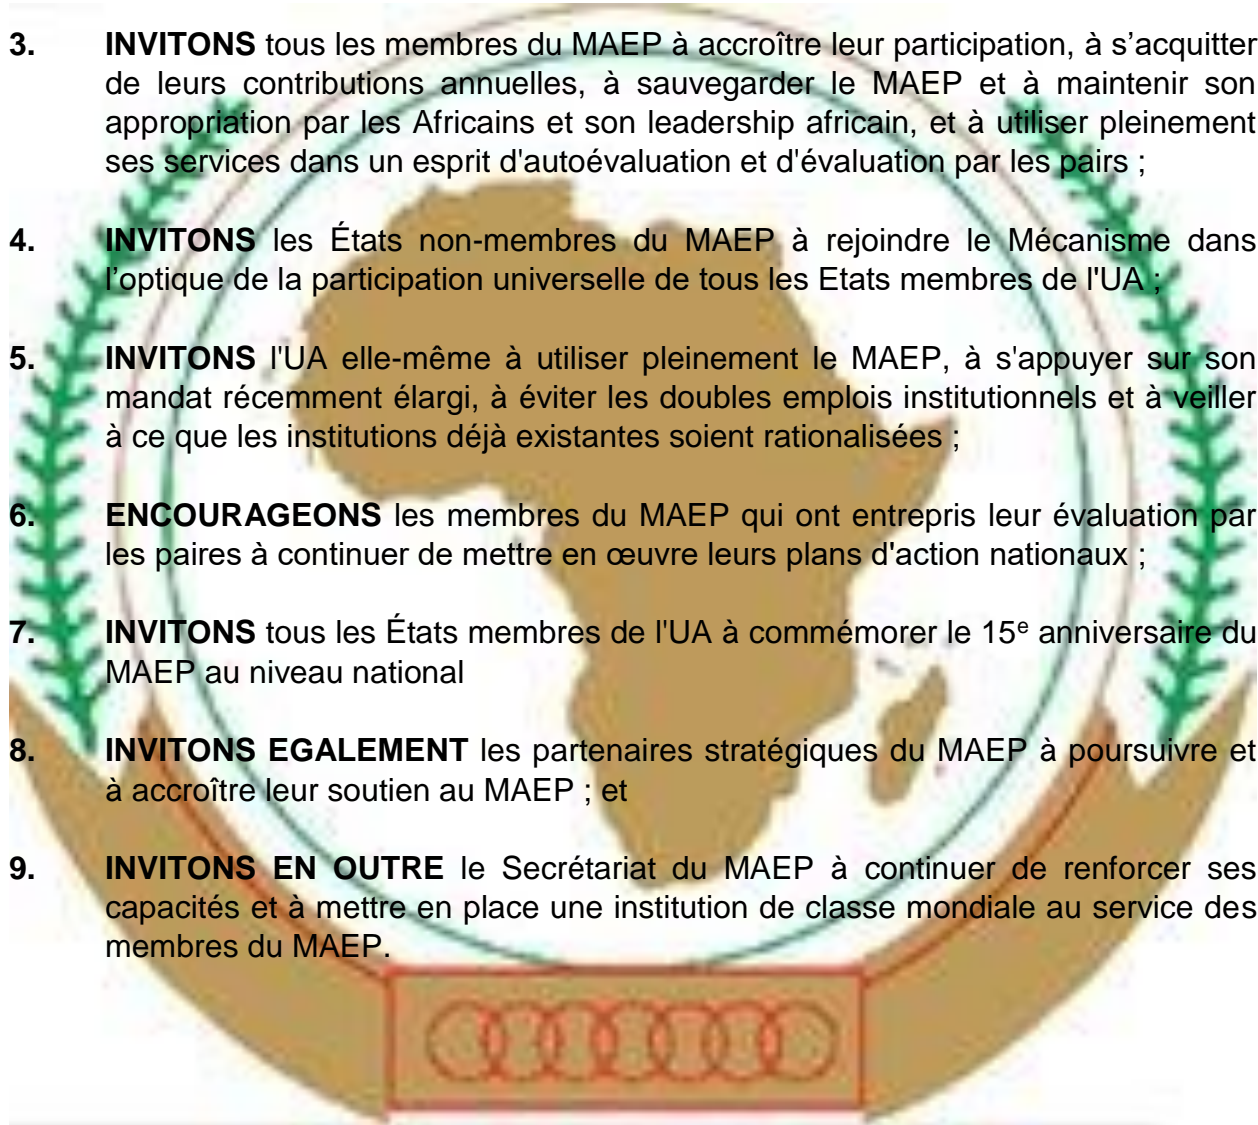 3. INVITONS tous les membres du MAEP à accroître leur participation, à s’acquitter
de leurs contributions annuelles, à sauvegarder le MAEP et à maintenir son
appropriation par les Africains et son leadership africain, et à utiliser pleinement
ses services dans un esprit d'autoévaluation et d'évaluation par les pairs ;
4. INVITONS les États non-membres du MAEP à rejoindre le Mécanisme dans
l’optique de la participation universelle de tous les Etats membres de l'UA ;
5. INVITONS l'UA elle-même à utiliser pleinement le MAEP, à s'appuyer sur son
mandat récemment élargi, à éviter les doubles emplois institutionnels et à veiller
à ce que les institutions déjà existantes soient rationalisées ;
6. ENCOURAGEONS les membres du MAEP qui ont entrepris leur évaluation par
les paires à continuer de mettre en œuvre leurs plans d'action nationaux ;
7. INVITONS tous les États membres de l'UA à commémorer le 15e anniversaire du
MAEP au niveau national
8. INVITONS EGALEMENT les partenaires stratégiques du MAEP à poursuivre et
à accroître leur soutien au MAEP ; et
9. INVITONS EN OUTRE le Secrétariat du MAEP à continuer de renforcer ses
capacités et à mettre en place une institution de classe mondiale au service des
membres du MAEP.